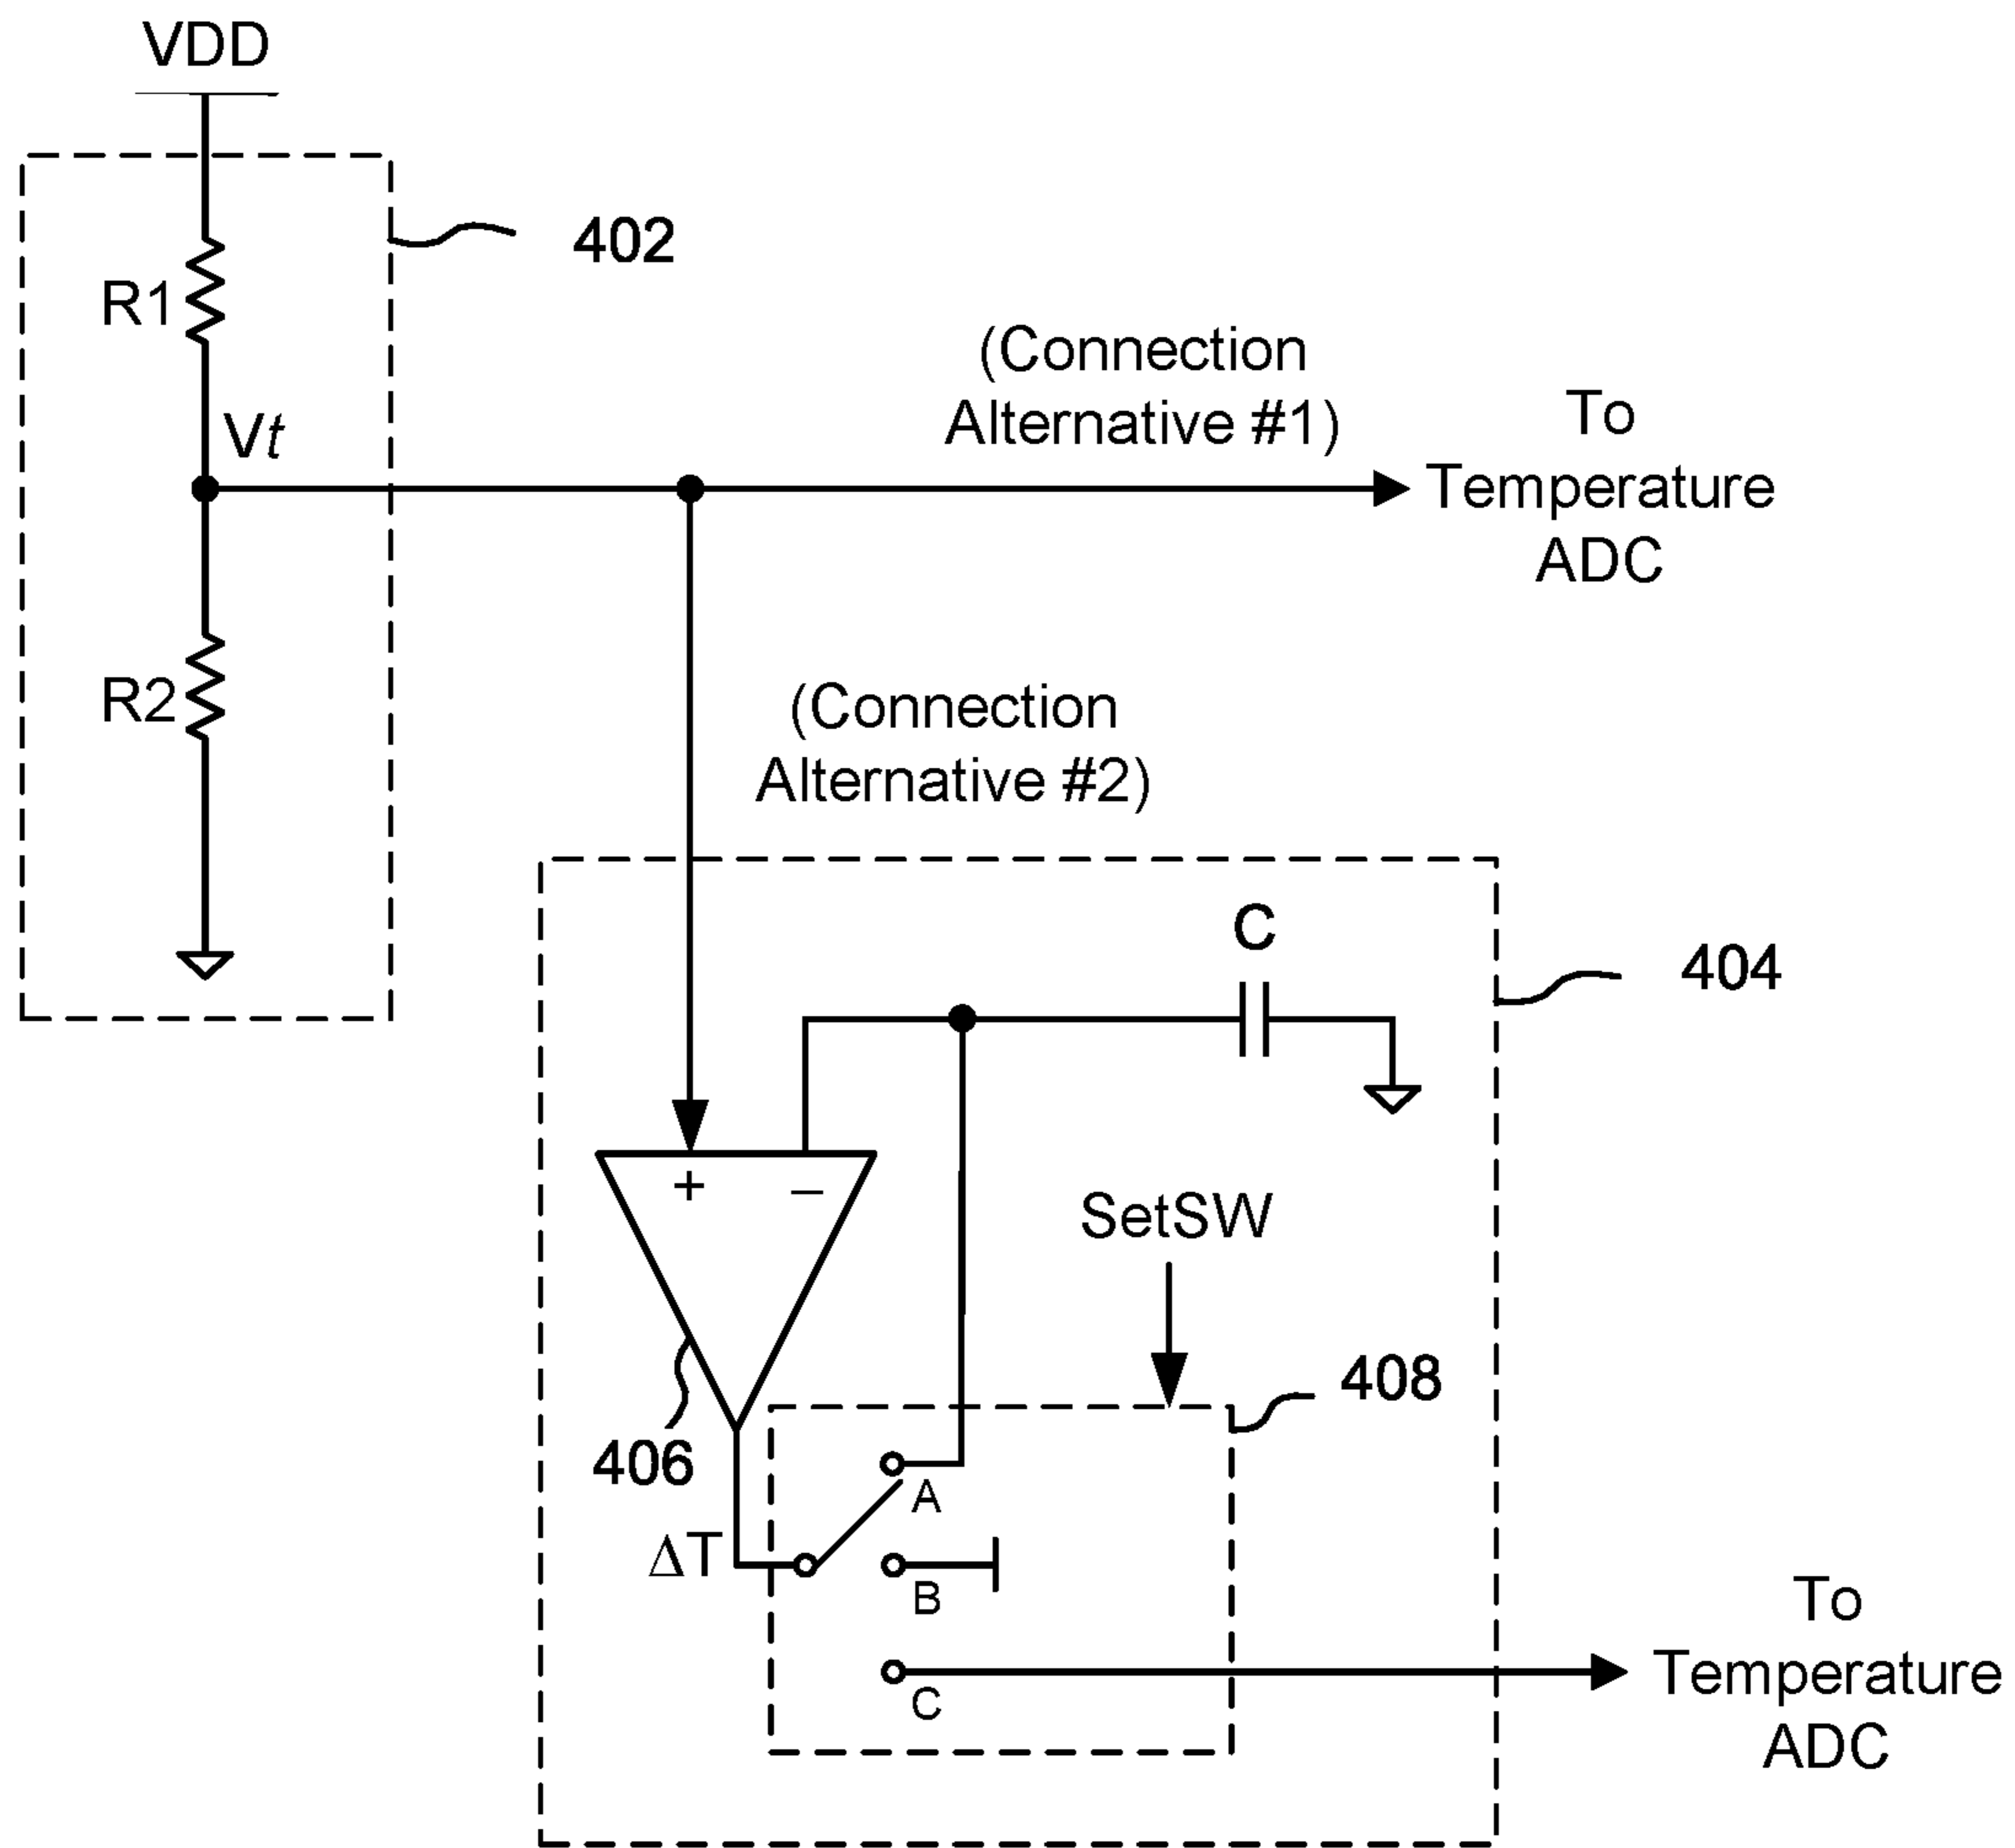 VDD
402
R1
Vt
(Connection
Alternative #1)
To
Temperature
ADC
R2
(Connection
Alternative #2)
C
404
+
–
SetSW
408
406
A
ΔT
B
C
To
Temperature
ADC